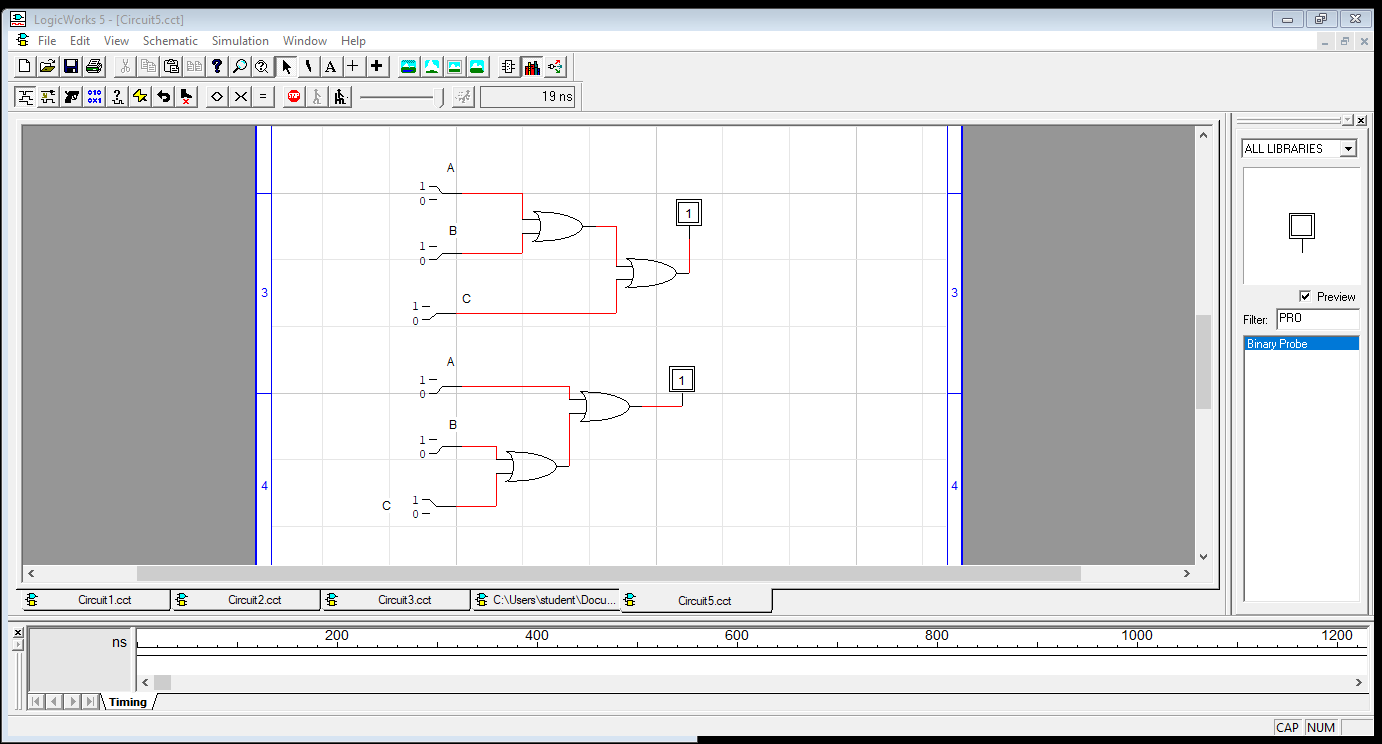 LogicWorks 5 - [Circuit5.cct]
File Edit View Schematic Simulation Window Help
A
010
0X1
STOP
19 ns
ALL LIBRARIES
Preview
Filter: PRO
Binary Probe
A
1
0
B
1
0
C
1
0
1
3
3
A
1
0
B
1
0
C
1
0
1
4
4
Circuit1.cct Circuit2.cct Circuit3.cct C:\Users\student\Docu... Circuit5.cct
ns 200 400 600 800 1000 1200
Timing
CAP NUM